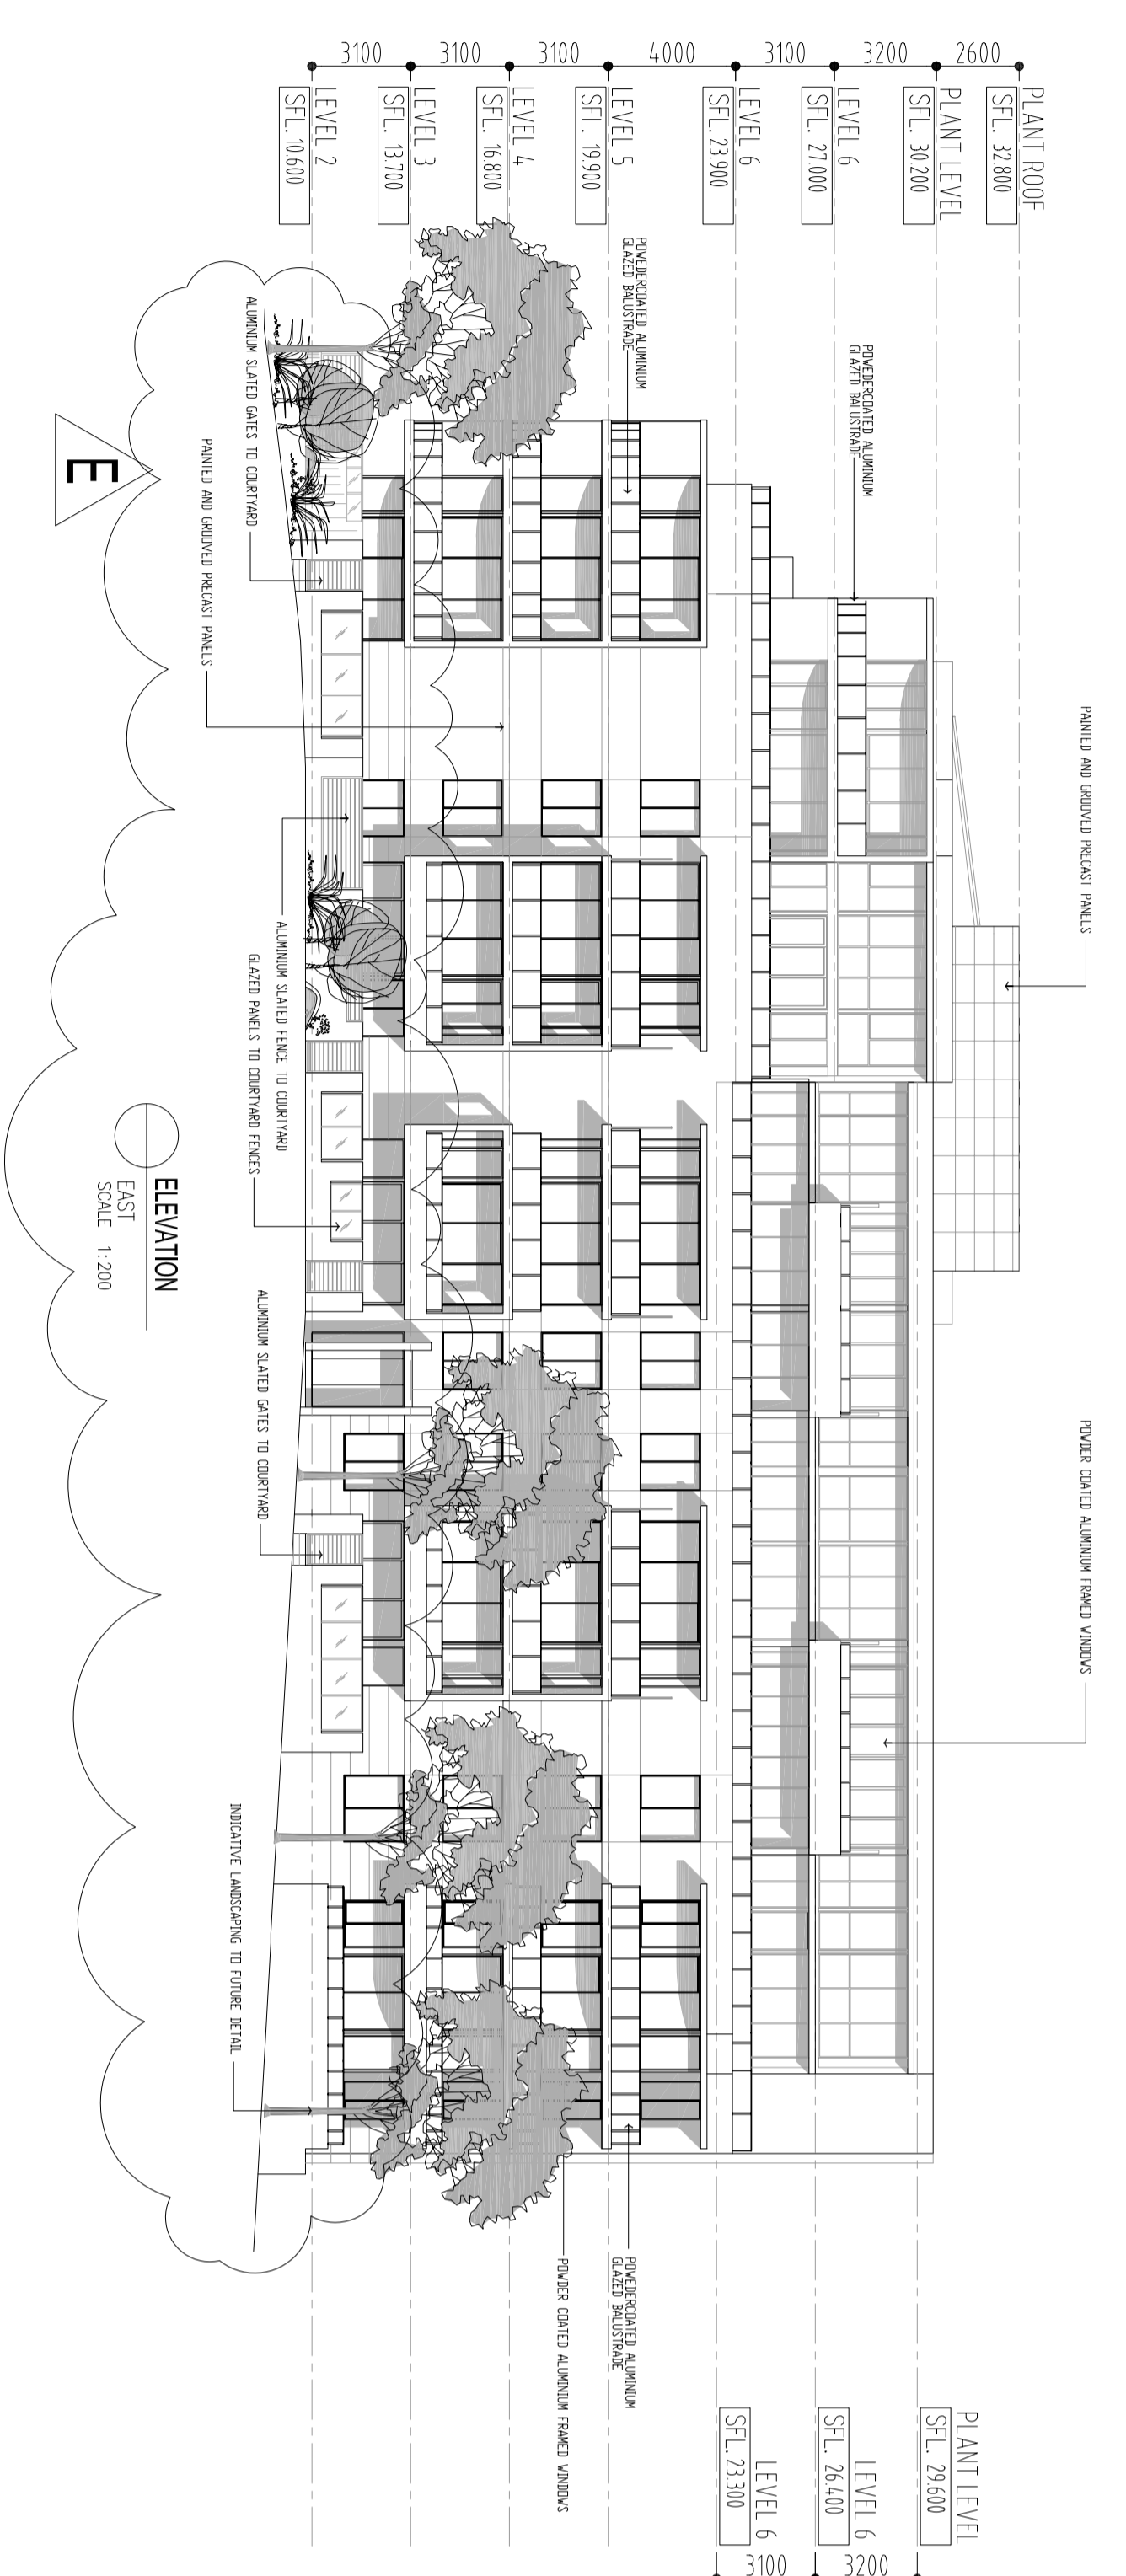 PLANT ROOF
SFL. 32.800
2600
PLANT LEVEL
SFL. 30.200
3200
LEVEL 6
SFL. 27.000
3100
LEVEL 6
SFL. 23.900
4000
LEVEL 5
SFL. 19.900
3100
LEVEL 4
SFL. 16.800
3100
LEVEL 3
SFL. 13.700
3100
LEVEL 2
SFL. 10.600
PAINTED AND GROOVED PRECAST PANELS
POWDER COATED ALUMINIUM FRAMED WINDOWS
POWEDERCOATED ALUMINIUM
GLAZED BALUSTRADE
POWEDERCOATED ALUMINIUM
GLAZED BALUSTRADE
PLANT LEVEL
SFL. 29.600
3200
LEVEL 6
SFL. 26.400
3100
LEVEL 6
SFL. 23.300
POWEDERCOATED ALUMINIUM
GLAZED BALUSTRADE
POWDER COATED ALUMINIUM FRAMED WINDOWS
ALUMINIUM SLATED GATES TO COURTYARD
PAINTED AND GROOVED PRECAST PANELS
ALUMINIUM SLATED FENCE TO COURTYARD
GLAZED PANELS TO COURTYARD FENCES
ALUMINIUM SLATED GATES TO COURTYARD
INDICATIVE LANDSCAPING TO FUTURE DETAIL
E
ELEVATION
EAST
SCALE 1:200